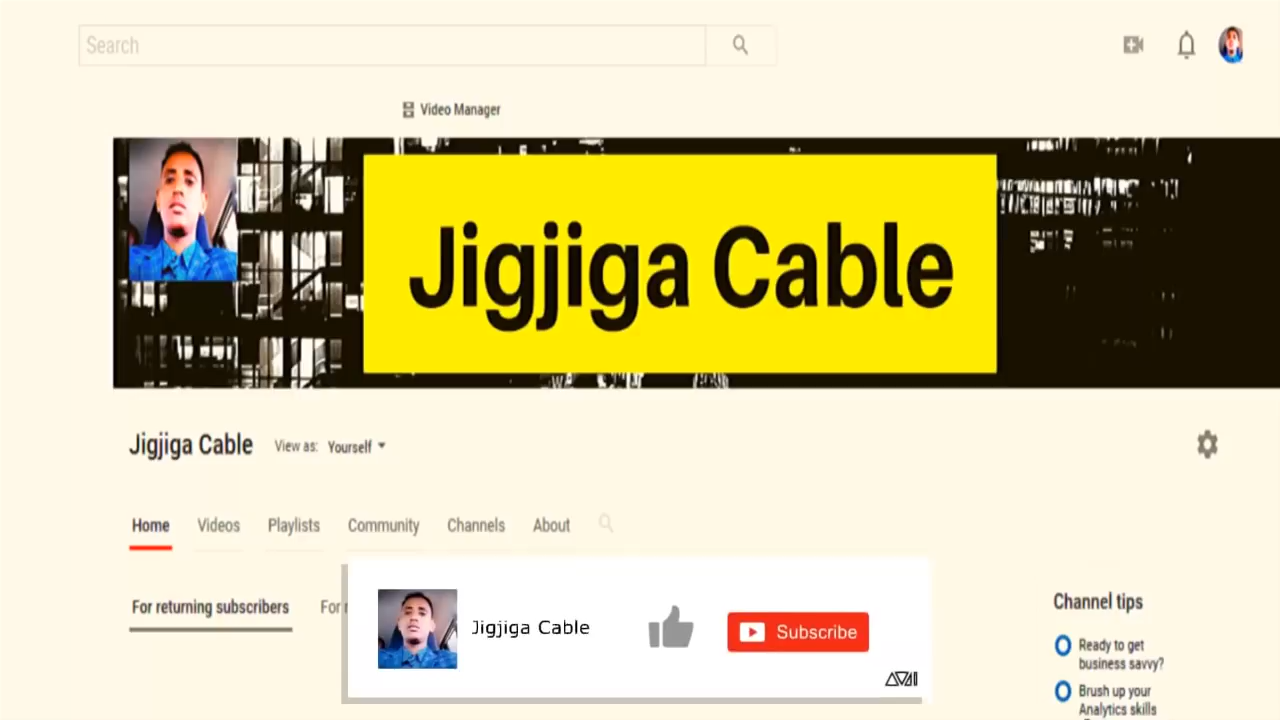 Search
Video Manager
Jigjiga Cable
Jigjiga Cable View as: Yourself
Home Videos Playlists Community Channels About
For returning subscribers For
Jigjiga Cable
Subscribe
Channel tips
Ready to get
business savvy?
Brush up your
Analytics skills